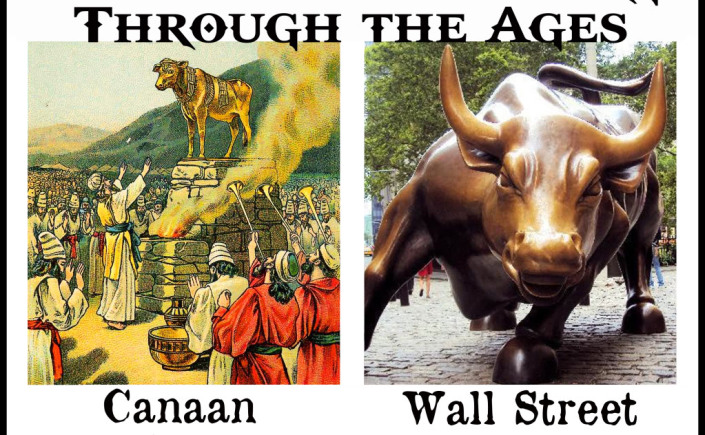 Through the Ages
Canaan
Wall Street